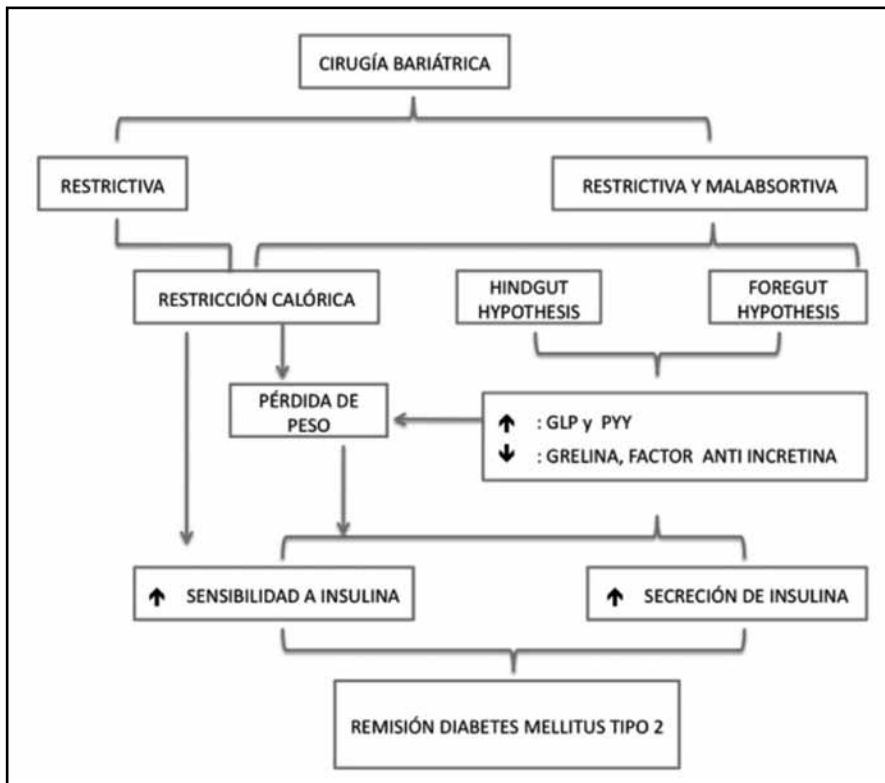 CIRUGÍA BARIÁTRICA
RESTRICTIVA
RESTRICTIVA Y MALABSORTIVA
RESTRICCIÓN CALÓRICA
HINDGUT
HYPOTHESIS
FOREGUT
HYPOTHESIS
PÉRDIDA DE
PESO
↑ : GLP y PYY
↓ : GRELINA, FACTOR ANTI INCRETINA
↑ SENSIBILIDAD A INSULINA
↑ SECRECIÓN DE INSULINA
REMISIÓN DIABETES MELLITUS TIPO 2